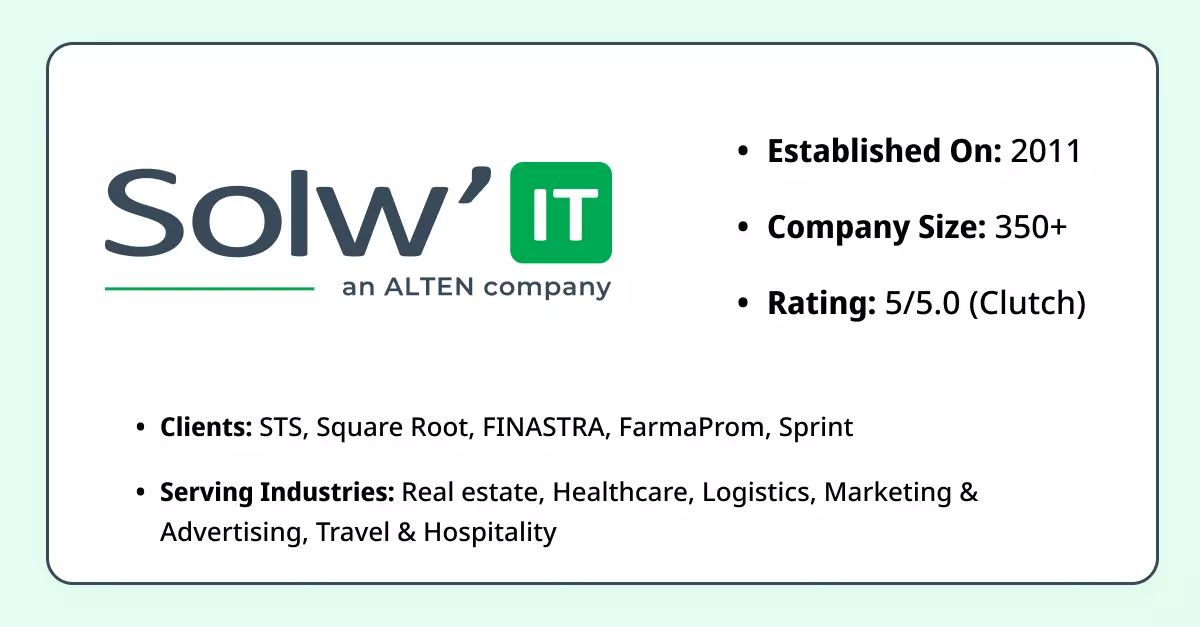 Solw' IT
an ALTEN company
• Established On: 2011
• Company Size: 350+
• Rating: 5/5.0 (Clutch)
• Clients: STS, Square Root, FINASTRA, FarmaProm, Sprint
• Serving Industries: Real estate, Healthcare, Logistics, Marketing &
Advertising, Travel & Hospitality